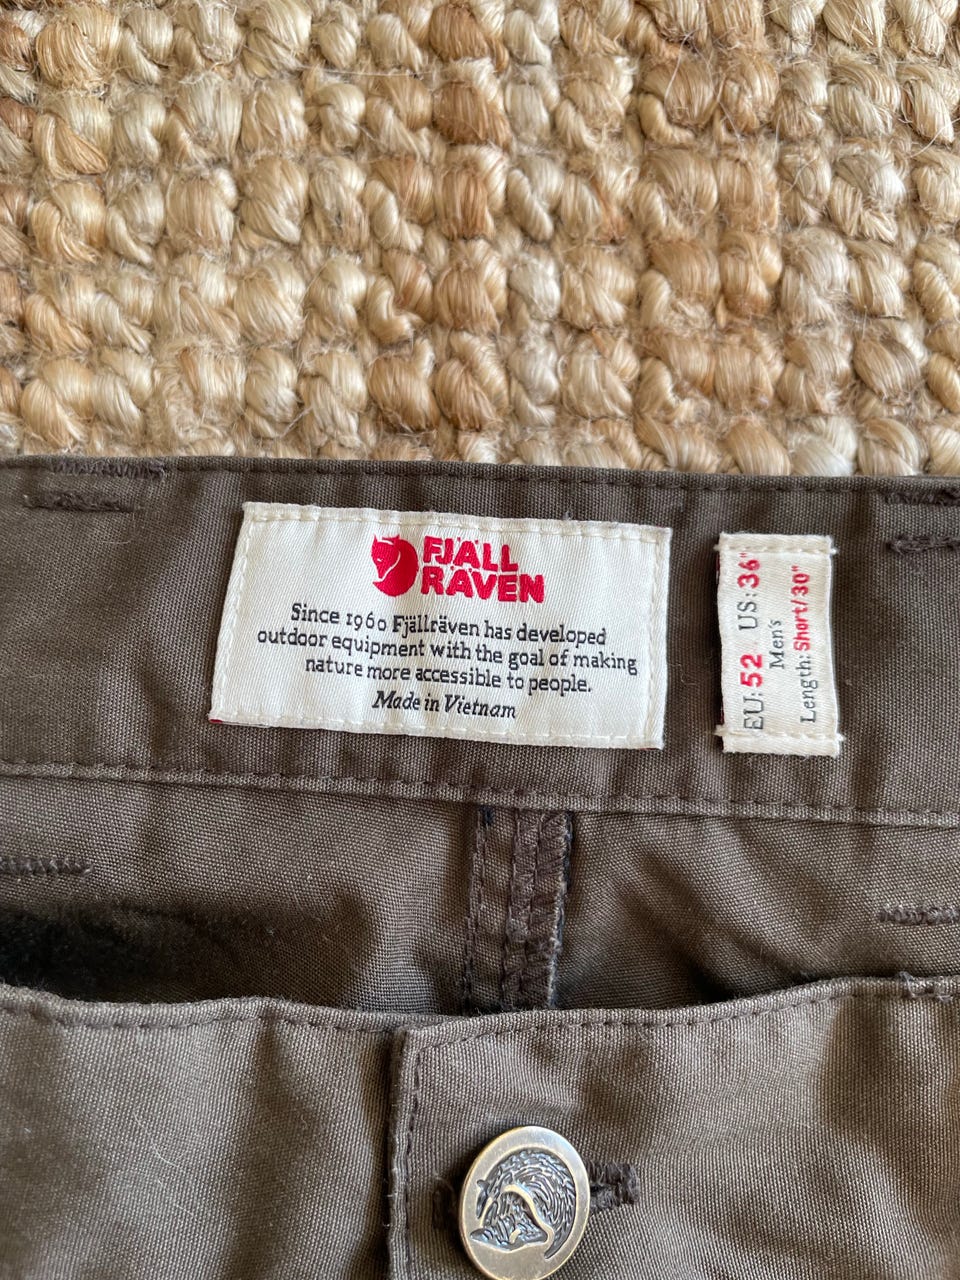 FJÄLL
RÄVEN
Since 1960 Fjällräven has developed
outdoor equipment with the goal of making
nature more accessible to people.
Made in Vietnam
EU: 52 US: 36"
Men's
Length: Short/30"